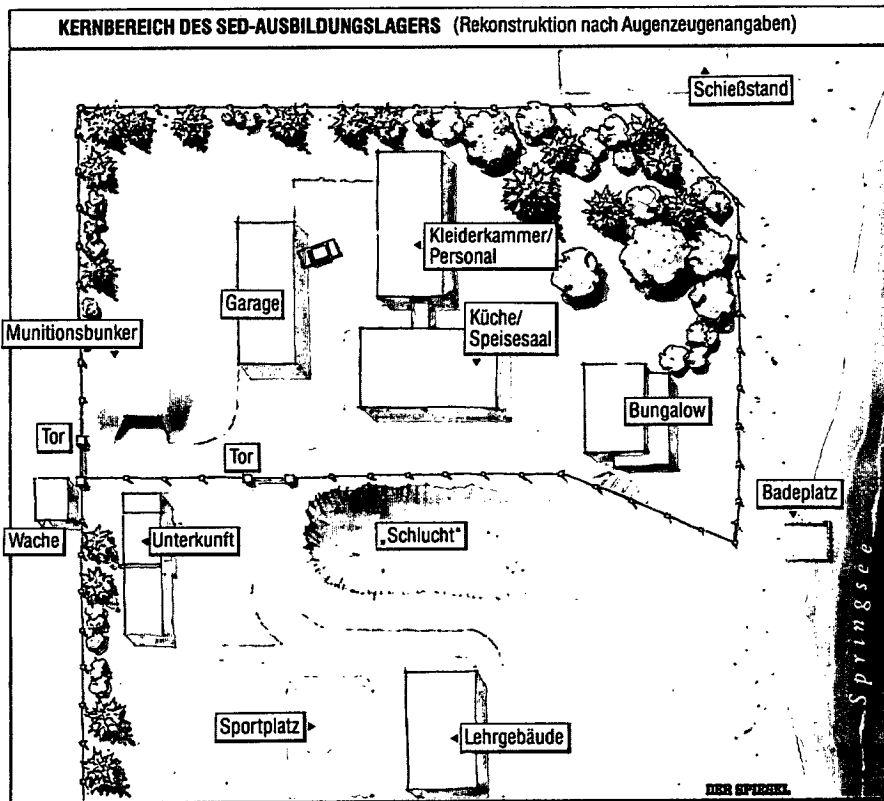 KERNBEREICH DES SED-AUSBILDUNGSLAGERS (Rekonstruktion nach Augenzeugenangaben)
Schießstand
Kleiderkammer/
Personal
Garage
Küche/
Speisesaal
Munitionsbunker
Bungalow
Tor
Tor
Badeplatz
Wache
Unterkunft
„Schlucht“
Springsee
Sportplatz
Lehrgebäude
DER SPIEGEL